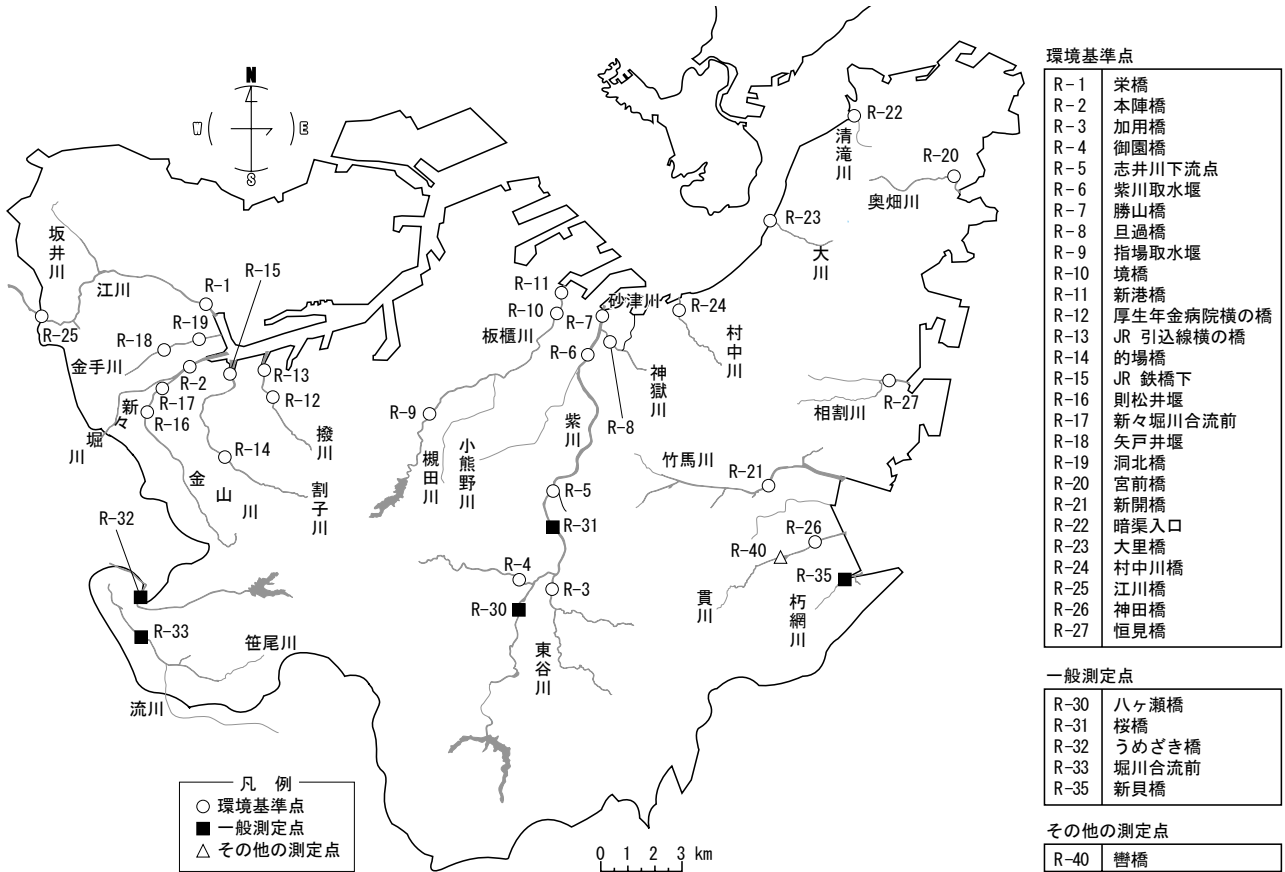 N
W
E
S
坂井川
江川
R-1
R-15
R-25
R-18
R-19
金手川
R-2
R-17
R-16
新々堀川
R-13
R-12
撥川
R-14
金山川
割子川
R-32
R-33
笹尾川
流川
R-11
R-10
板櫃川
R-7
砂津川
R-6
R-9
槻田川
小熊野川
紫川
神嶽川
R-8
R-5
R-31
R-4
R-3
R-30
東谷川
R-22
清滝川
R-20
奥畑川
R-23
大川
R-24
村中川
相割川
R-27
竹馬川
R-21
R-26
R-40
R-35
貫川
朽網川
凡 例
環境基準点
一般測定点
その他の測定点
0 1 2 3 km
環境基準点
R-1 栄橋
R-2 本陣橋
R-3 加用橋
R-4 御園橋
R-5 志井川下流点
R-6 紫川取水堰
R-7 勝山橋
R-8 旦過橋
R-9 指場取水堰
R-10 境橋
R-11 新港橋
R-12 厚生年金病院横の橋
R-13 JR 引込線横の橋
R-14 的場橋
R-15 JR 鉄橋下
R-16 則松井堰
R-17 新々堀川合流前
R-18 矢戸井堰
R-19 洞北橋
R-20 宮前橋
R-21 新開橋
R-22 暗渠入口
R-23 大里橋
R-24 村中川橋
R-25 江川橋
R-26 神田橋
R-27 恒見橋
一般測定点
R-30 八ヶ瀬橋
R-31 桜橋
R-32 うめざき橋
R-33 堀川合流前
R-35 新貝橋
その他の測定点
R-40 轡橋